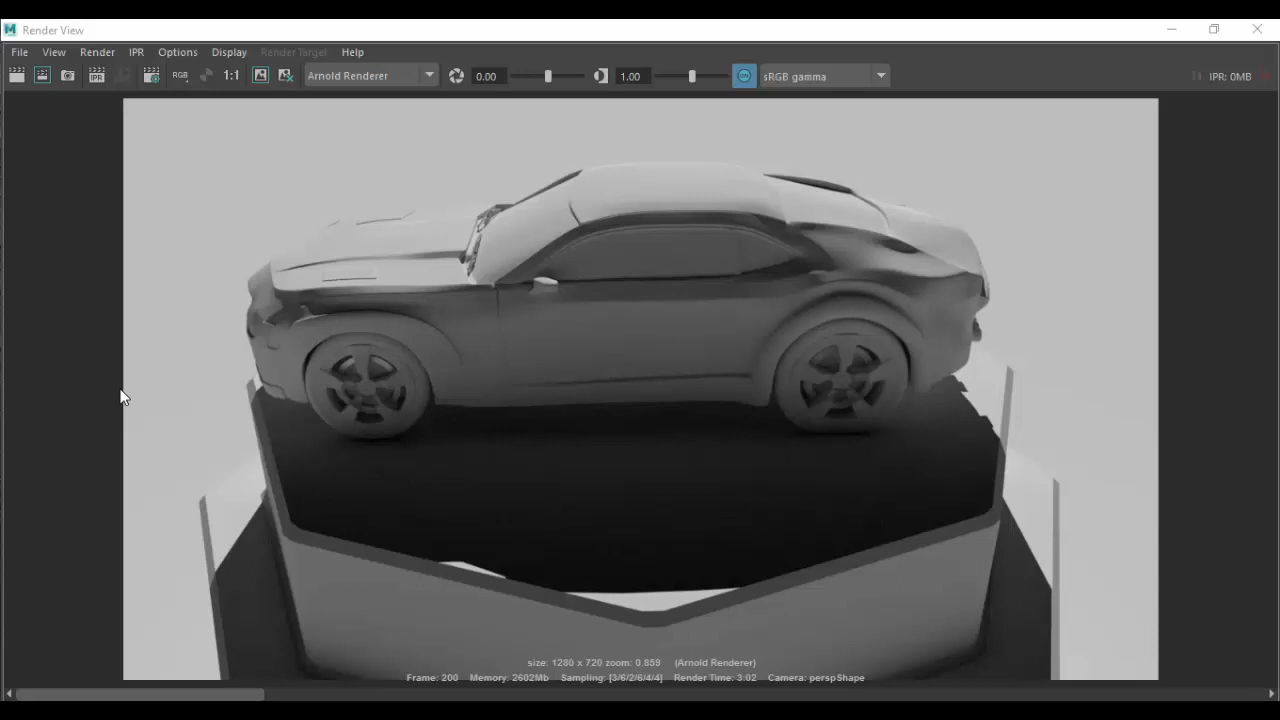 Render View
File View Render IPR Options Display Render Target Help
IPR RGB 1:1 Arnold Renderer 0.00 1.00 ON sRGB gamma IPR: 0MB
size: 1280 x 720 zoom: 0.859 (Arnold Renderer)
Frame: 200 Memory: 2602Mb Sampling: [3/6/2/6/4/4] Render Time: 3:02 Camera: perspShape